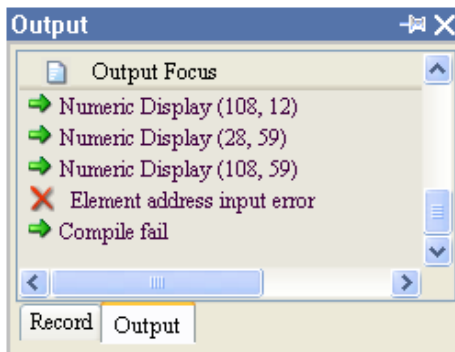 Output
Output Focus
Numeric Display (108, 12)
Numeric Display (28, 59)
Numeric Display (108, 59)
Element address input error
Compile fail
Record Output